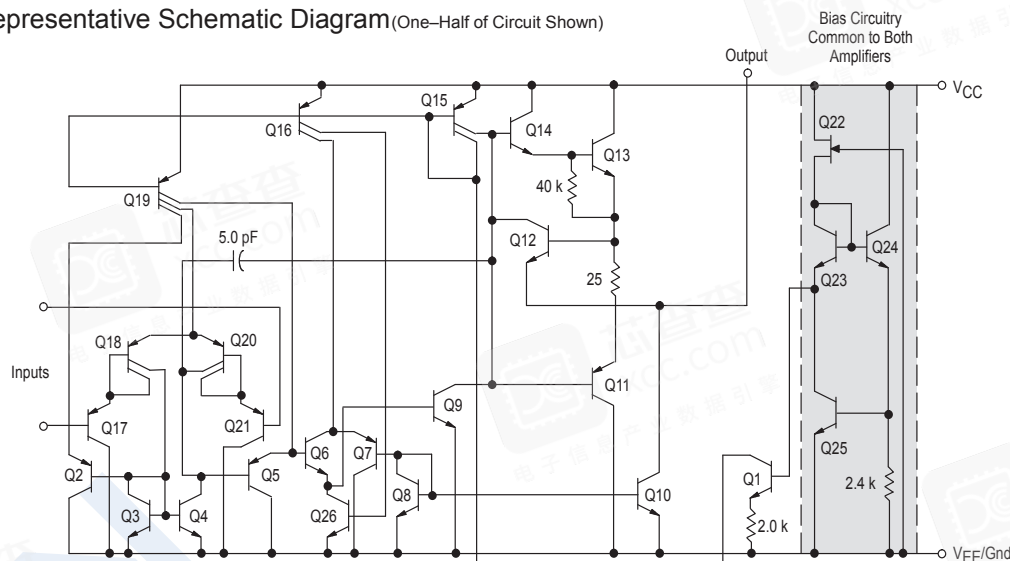 epresentative Schematic Diagram (One–Half of Circuit Shown)
Bias Circuitry
Common to Both
Amplifiers
Output
VCC
Q15
Q22
Q16
Q14
Q13
Q19
40 k
5.0 pF
Q12
Q24
25
Q23
Q18
Q20
Inputs
Q11
Q9
Q17
Q21
Q25
Q6
Q7
Q2
Q5
Q1
2.4 k
Q8
Q10
Q3
Q4
Q26
2.0 k
VEE/Gnd